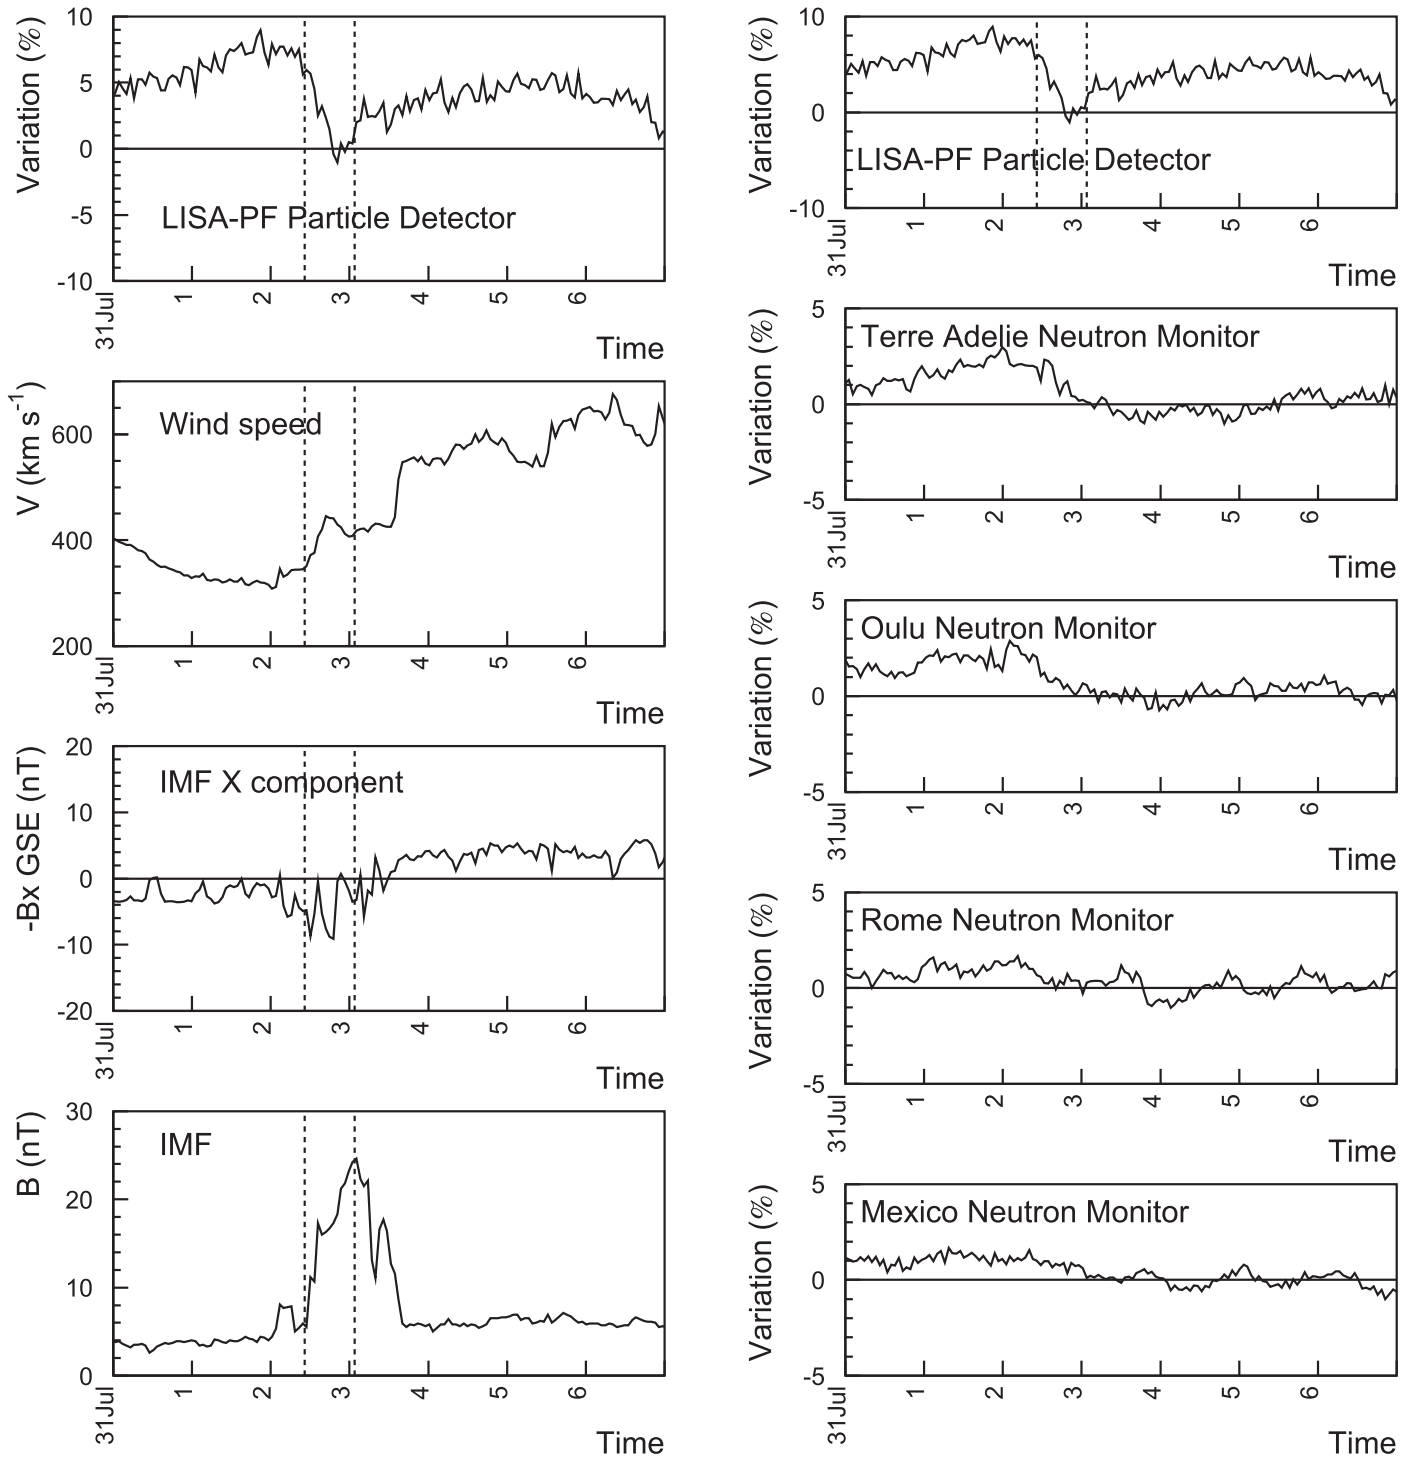 Variation (%)
10
5
0
-5
-10
LISA-PF Particle Detector
31Jul 1 2 3 4 5 6
Time
V (km s-1)
600
400
200
Wind speed
31Jul 1 2 3 4 5 6
Time
-Bx GSE (nT)
20
10
0
-10
-20
IMF X component
31Jul 1 2 3 4 5 6
Time
B (nT)
30
20
10
0
IMF
31Jul 1 2 3 4 5 6
Time
Variation (%)
10
0
-10
LISA-PF Particle Detector
31Jul 1 2 3 4 5 6
Time
Variation (%)
5
0
-5
Terre Adelie Neutron Monitor
31Jul 1 2 3 4 5 6
Time
Variation (%)
5
0
-5
Oulu Neutron Monitor
31Jul 1 2 3 4 5 6
Time
Variation (%)
5
0
-5
Rome Neutron Monitor
31Jul 1 2 3 4 5 6
Time
Variation (%)
5
0
-5
Mexico Neutron Monitor
31Jul 1 2 3 4 5 6
Time